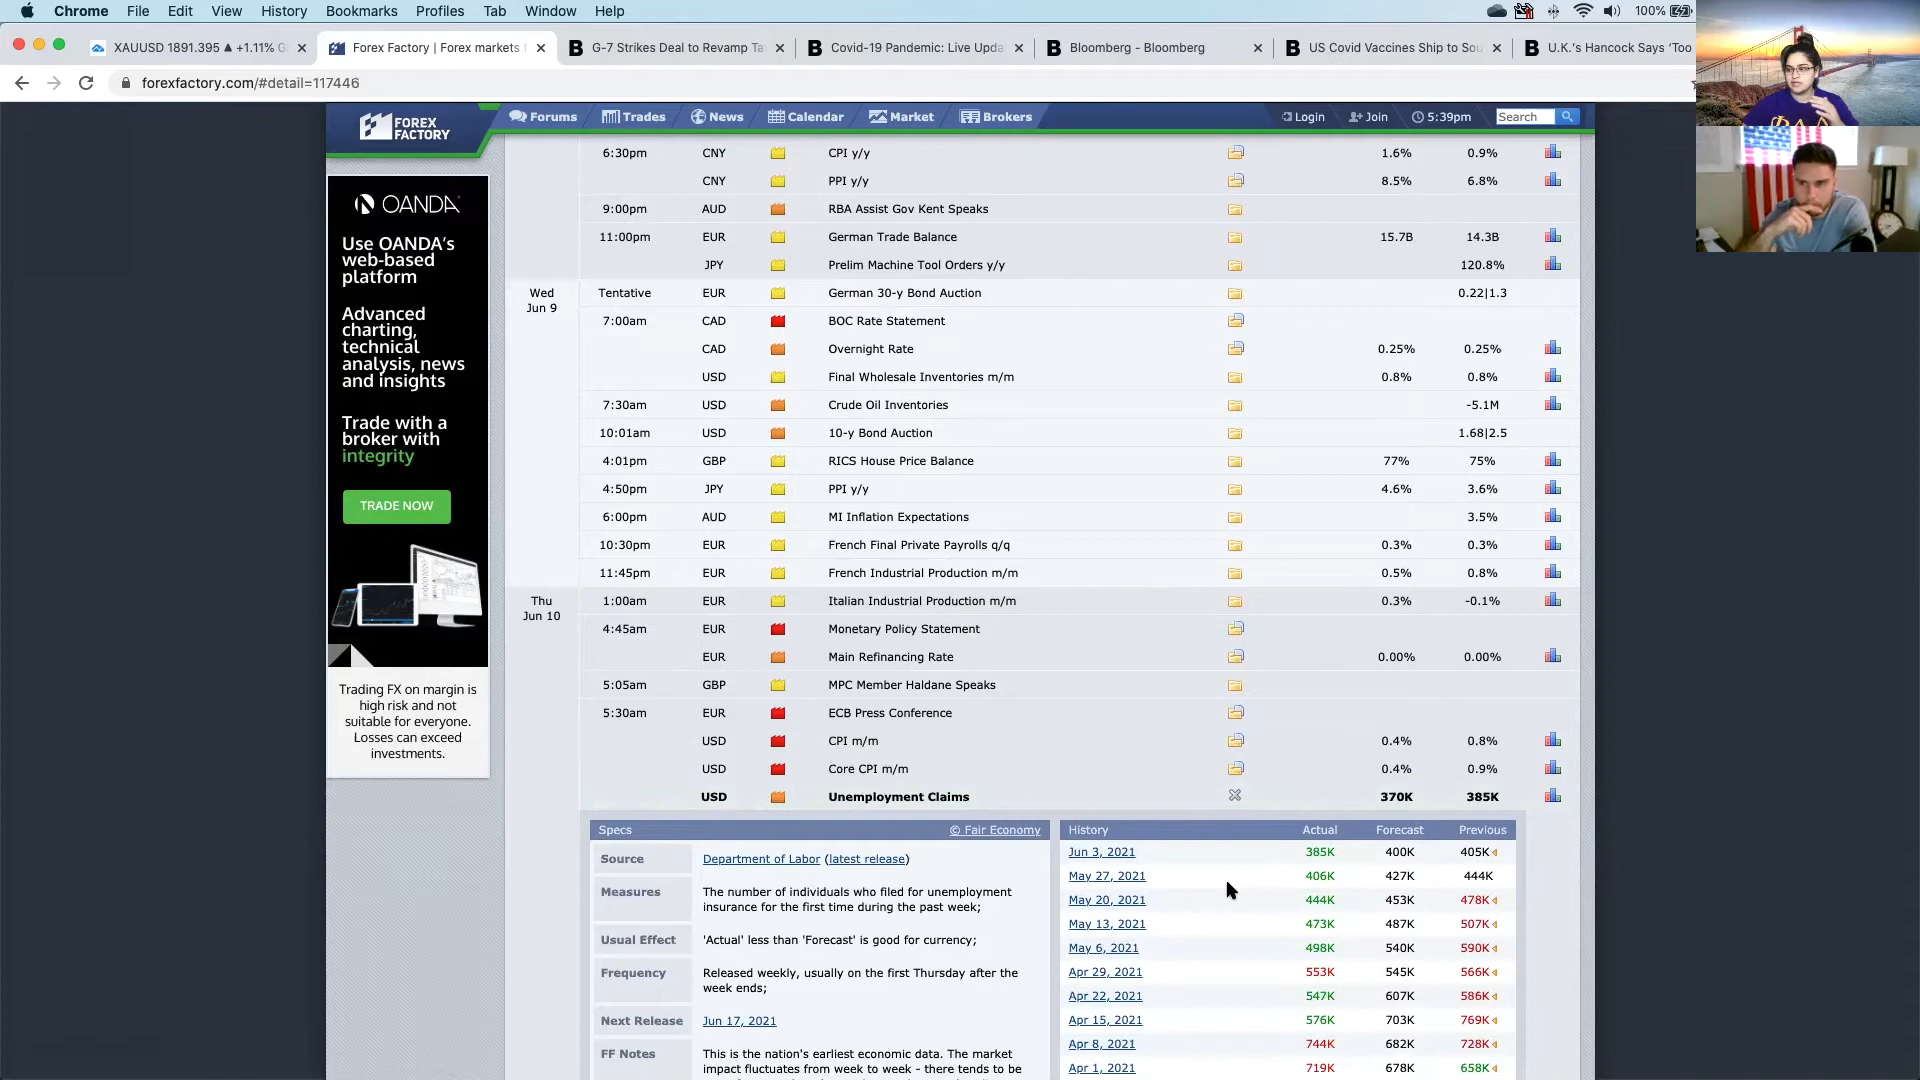 Chrome File Edit View History Bookmarks Profiles Tab Window Help 100%
XAUUSD 1891.395 ▲ +1.11% G Forex Factory | Forex markets f G-7 Strikes Deal to Revamp Ta Covid-19 Pandemic: Live Upda Bloomberg - Bloomberg US Covid Vaccines Ship to Sou U.K.'s Hancock Says 'Too
forexfactory.com/#detail=117446
FOREX FACTORY Forums Trades News Calendar Market Brokers Login Join 5:39pm Search
6:30pm CNY CPI y/y 1.6% 0.9%
CNY PPI y/y 8.5% 6.8%
9:00pm AUD RBA Assist Gov Kent Speaks
11:00pm EUR German Trade Balance 15.7B 14.3B
JPY Prelim Machine Tool Orders y/y 120.8%
Wed Jun 9 Tentative EUR German 30-y Bond Auction 0.22|1.3
7:00am CAD BOC Rate Statement
CAD Overnight Rate 0.25% 0.25%
USD Final Wholesale Inventories m/m 0.8% 0.8%
7:30am USD Crude Oil Inventories -5.1M
10:01am USD 10-y Bond Auction 1.68|2.5
4:01pm GBP RICS House Price Balance 77% 75%
4:50pm JPY PPI y/y 4.6% 3.6%
6:00pm AUD MI Inflation Expectations 3.5%
10:30pm EUR French Final Private Payrolls q/q 0.3% 0.3%
11:45pm EUR French Industrial Production m/m 0.5% 0.8%
Thu Jun 10 1:00am EUR Italian Industrial Production m/m 0.3% -0.1%
4:45am EUR Monetary Policy Statement
EUR Main Refinancing Rate 0.00% 0.00%
5:05am GBP MPC Member Haldane Speaks
5:30am EUR ECB Press Conference
USD CPI m/m 0.4% 0.8%
USD Core CPI m/m 0.4% 0.9%
USD Unemployment Claims 370K 385K
OANDA
Use OANDA's
web-based
platform
Advanced
charting,
technical
analysis, news
and insights
Trade with a
broker with
integrity
TRADE NOW
Trading FX on margin is
high risk and not
suitable for everyone.
Losses can exceed
investments.
Specs © Fair Economy
Source Department of Labor (latest release)
Measures The number of individuals who filed for unemployment
insurance for the first time during the past week;
Usual Effect 'Actual' less than 'Forecast' is good for currency;
Frequency Released weekly, usually on the first Thursday after the
week ends;
Next Release Jun 17, 2021
FF Notes This is the nation's earliest economic data. The market
impact fluctuates from week to week - there tends to be
History Actual Forecast Previous
Jun 3, 2021 385K 400K 405K
May 27, 2021 406K 427K 444K
May 20, 2021 444K 453K 478K
May 13, 2021 473K 487K 507K
May 6, 2021 498K 540K 590K
Apr 29, 2021 553K 545K 566K
Apr 22, 2021 547K 607K 586K
Apr 15, 2021 576K 703K 769K
Apr 8, 2021 744K 682K 728K
Apr 1, 2021 719K 678K 658K